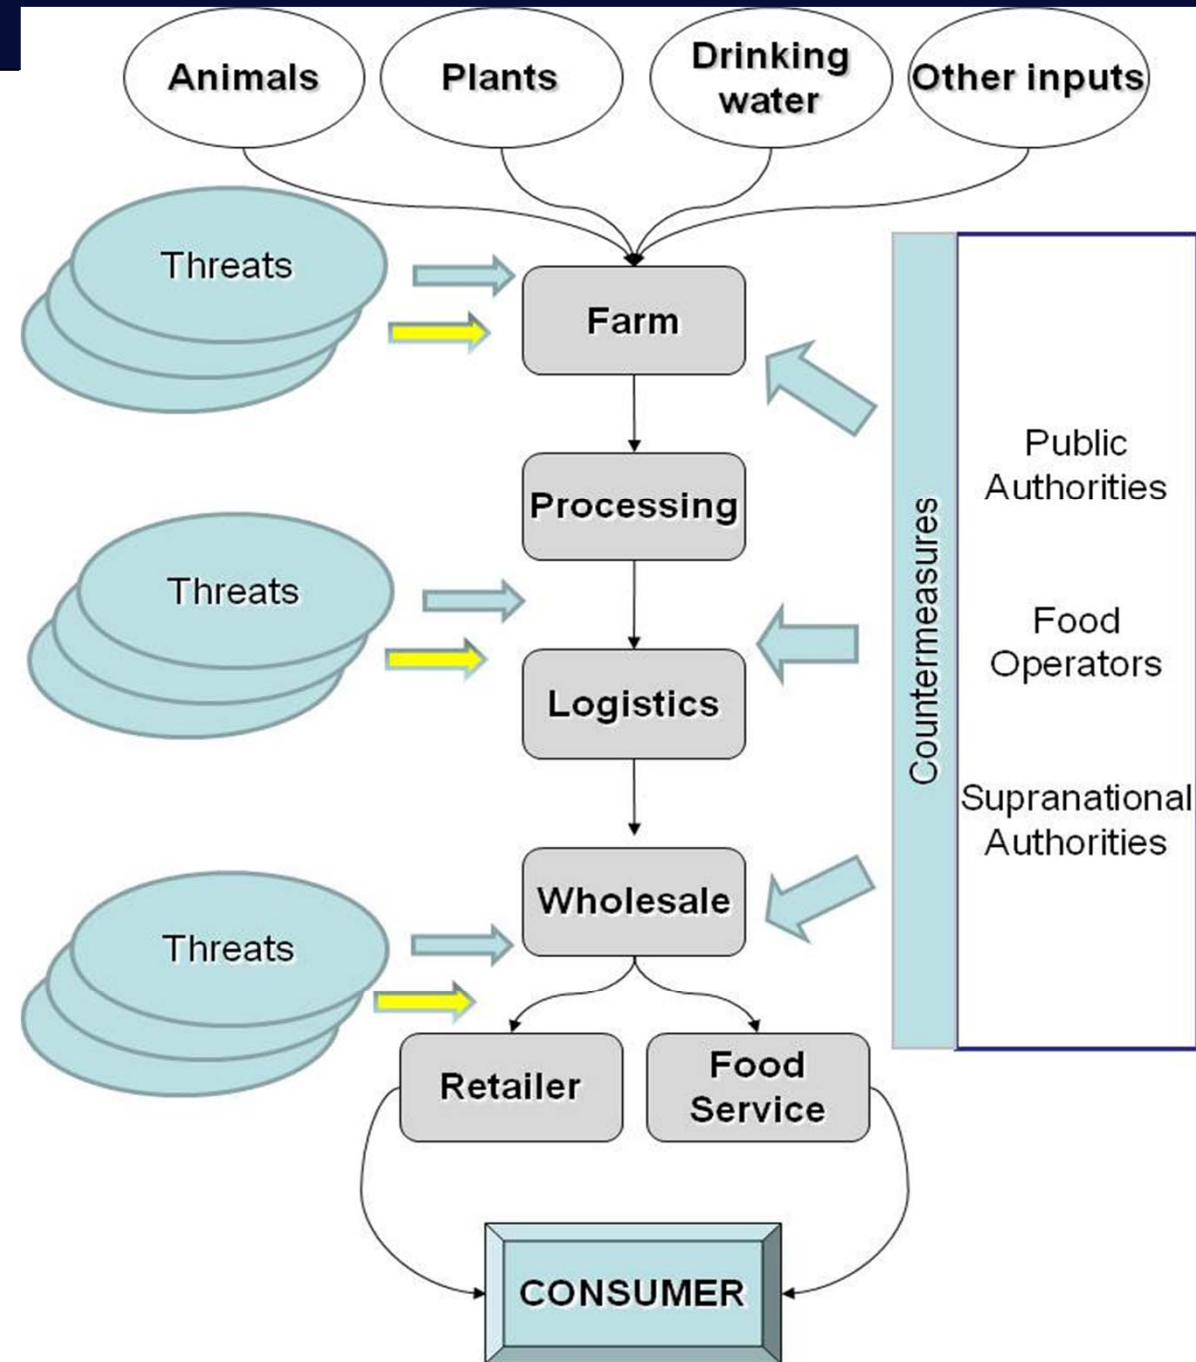 Animals
Plants
Drinking
water
Other inputs
Threats
Farm
Processing
Threats
Logistics
Wholesale
Threats
Retailer
Food
Service
CONSUMER
Countermeasures
Public
Authorities
Food
Operators
Supranational
Authorities